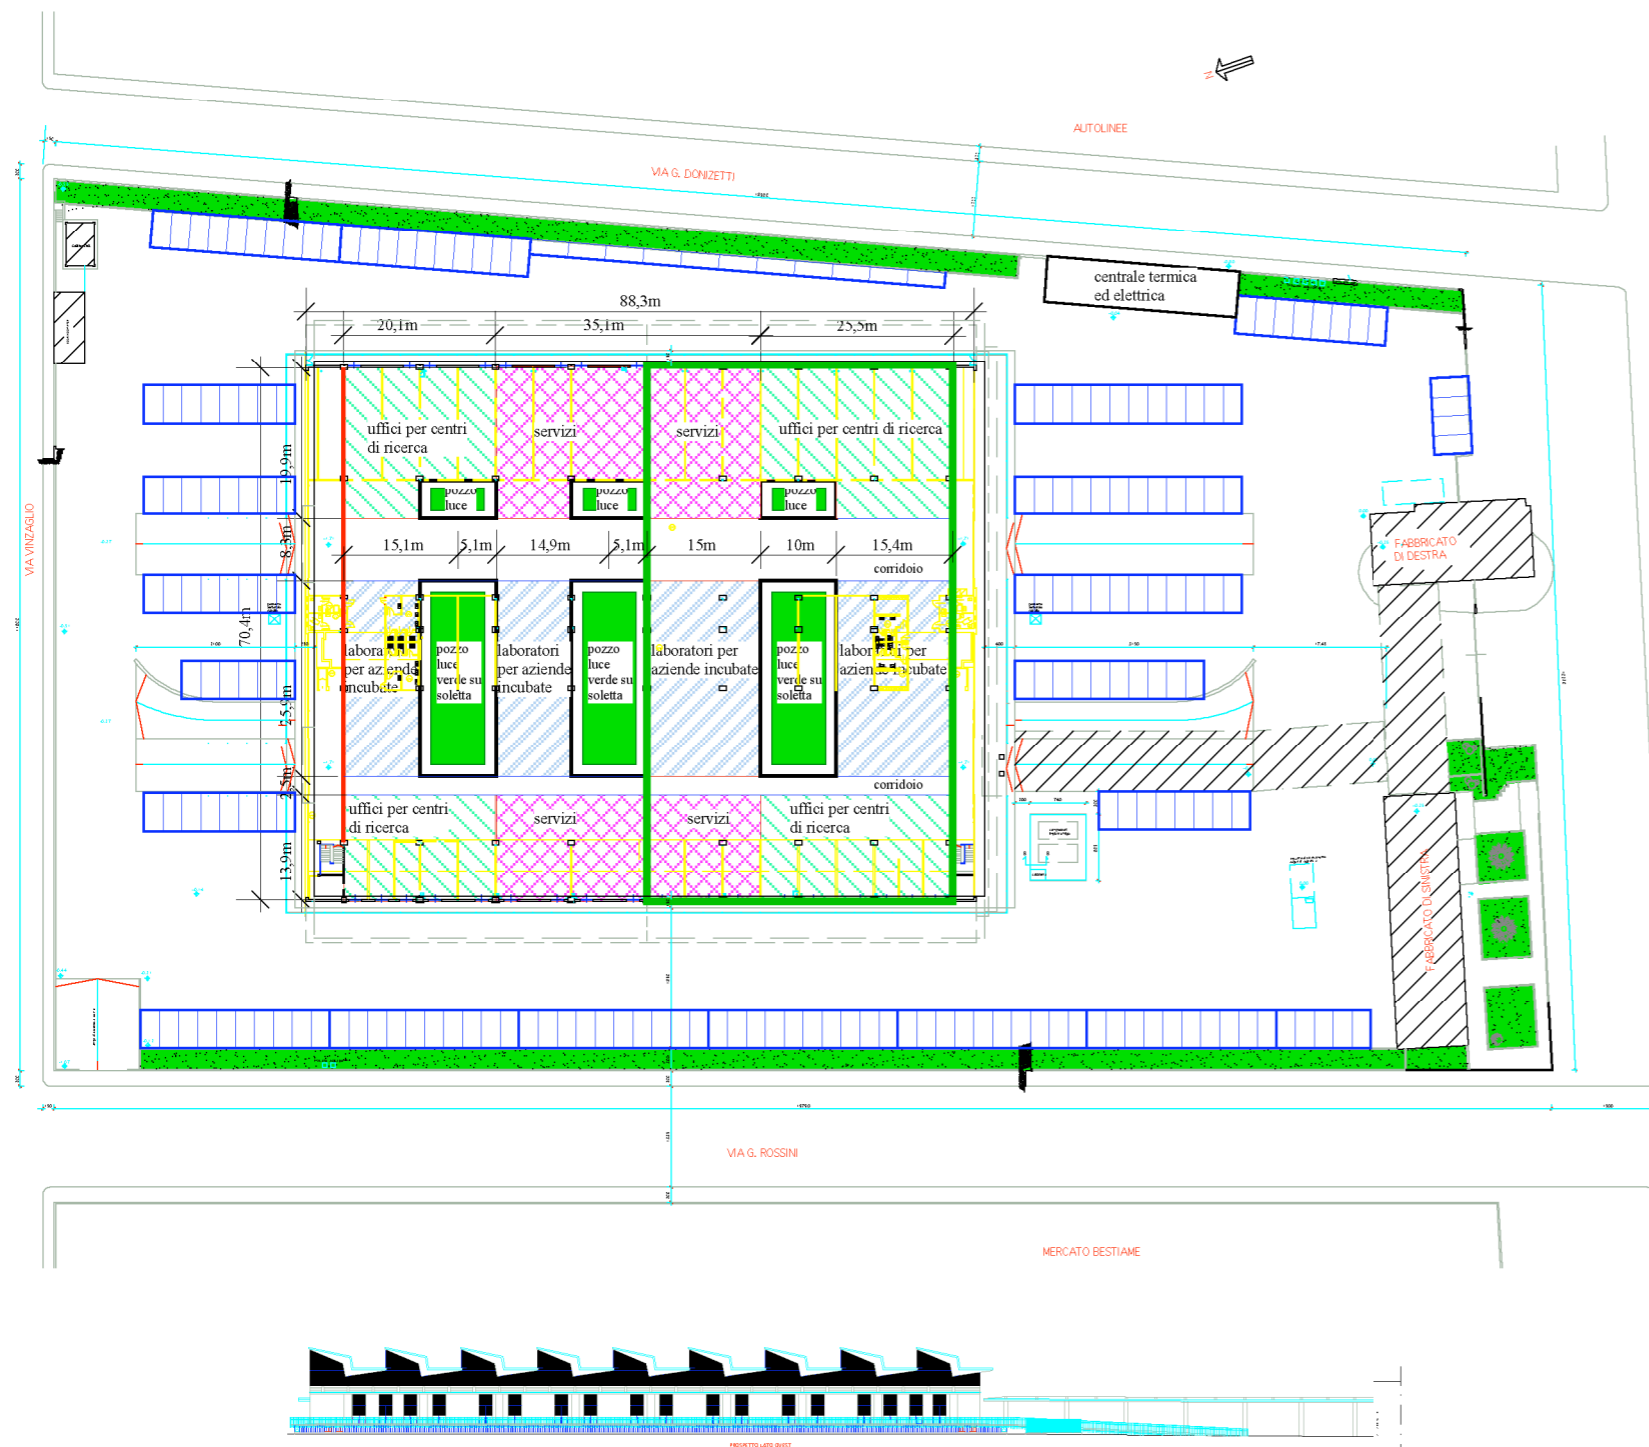 N
AUTOLINEE
VIA G. DONIZETTI
centrale termica
ed elettrica
88,3m
20,1m
35,1m
25,5m
uffici per centri
di ricerca
servizi
servizi
uffici per centri di ricerca
19,9m
pozzo
luce
pozzo
luce
pozzo
luce
VIA VINZAGLIO
8,3m
15,1m
5,1m
14,9m
5,1m
15m
10m
15,4m
corridoio
FABBRICATO
DI DESTRA
70,4m
laboratori
per aziende
incubate
pozzo
luce
verde su
soletta
laboratori
per aziende
incubate
pozzo
luce
verde su
soletta
laboratori per
aziende incubate
pozzo
luce
verde su
soletta
laboratori per
aziende incubate
25,9m
2,5m
corridoio
uffici per centri
di ricerca
servizi
servizi
uffici per centri
di ricerca
13,9m
FABBRICATO DI SINISTRA
VIA G. ROSSINI
MERCATO BESTIAME
PROSPETTO LATO OVEST